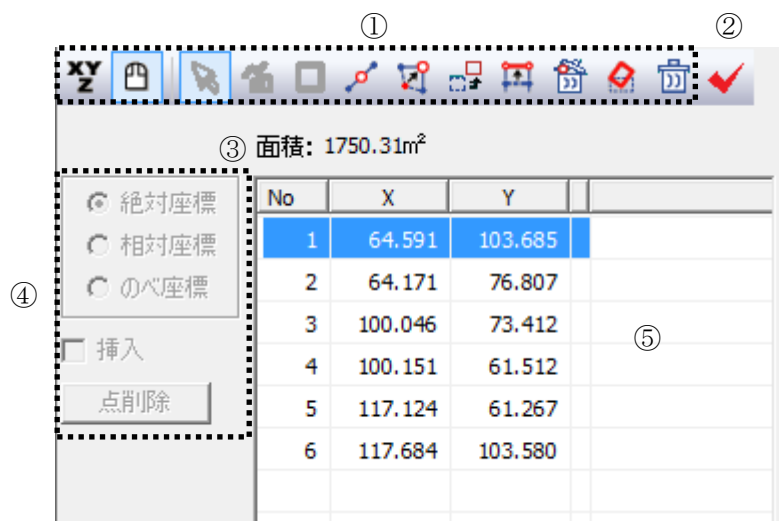 ① ②
XY
Z
③ 面積: 1750.31㎡
④
絶対座標
相対座標
のべ座標
挿入
点削除
No X Y
1 64.591 103.685
2 64.171 76.807
3 100.046 73.412
4 100.151 61.512
5 117.124 61.267
6 117.684 103.580
⑤